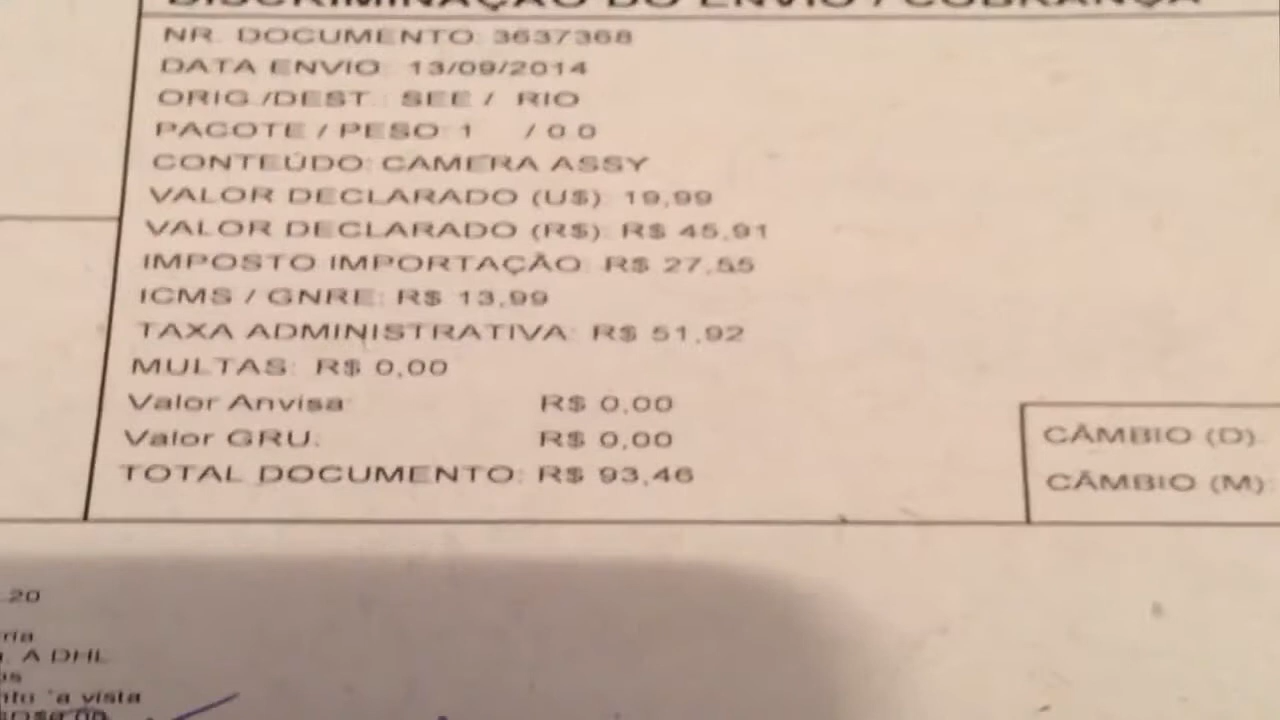 DISCRIMINAÇÃO DO ENVIO / COBRANÇA
NR. DOCUMENTO: 3637368
DATA ENVIO: 13/09/2014
ORIG./DEST.: SEE / RIO
PACOTE / PESO: 1 / 0.0
CONTEÚDO: CAMERA ASSY
VALOR DECLARADO (U$): 19,99
VALOR DECLARADO (R$): R$ 45,91
IMPOSTO IMPORTAÇÃO: R$ 27,55
ICMS / GNRE: R$ 13,99
TAXA ADMINISTRATIVA: R$ 51,92
MULTAS: R$ 0,00
Valor Anvisa: R$ 0,00
Valor GRU: R$ 0,00
TOTAL DOCUMENTO: R$ 93,46
CÂMBIO (D):
CÂMBIO (M):
20
A DHL
'a vista